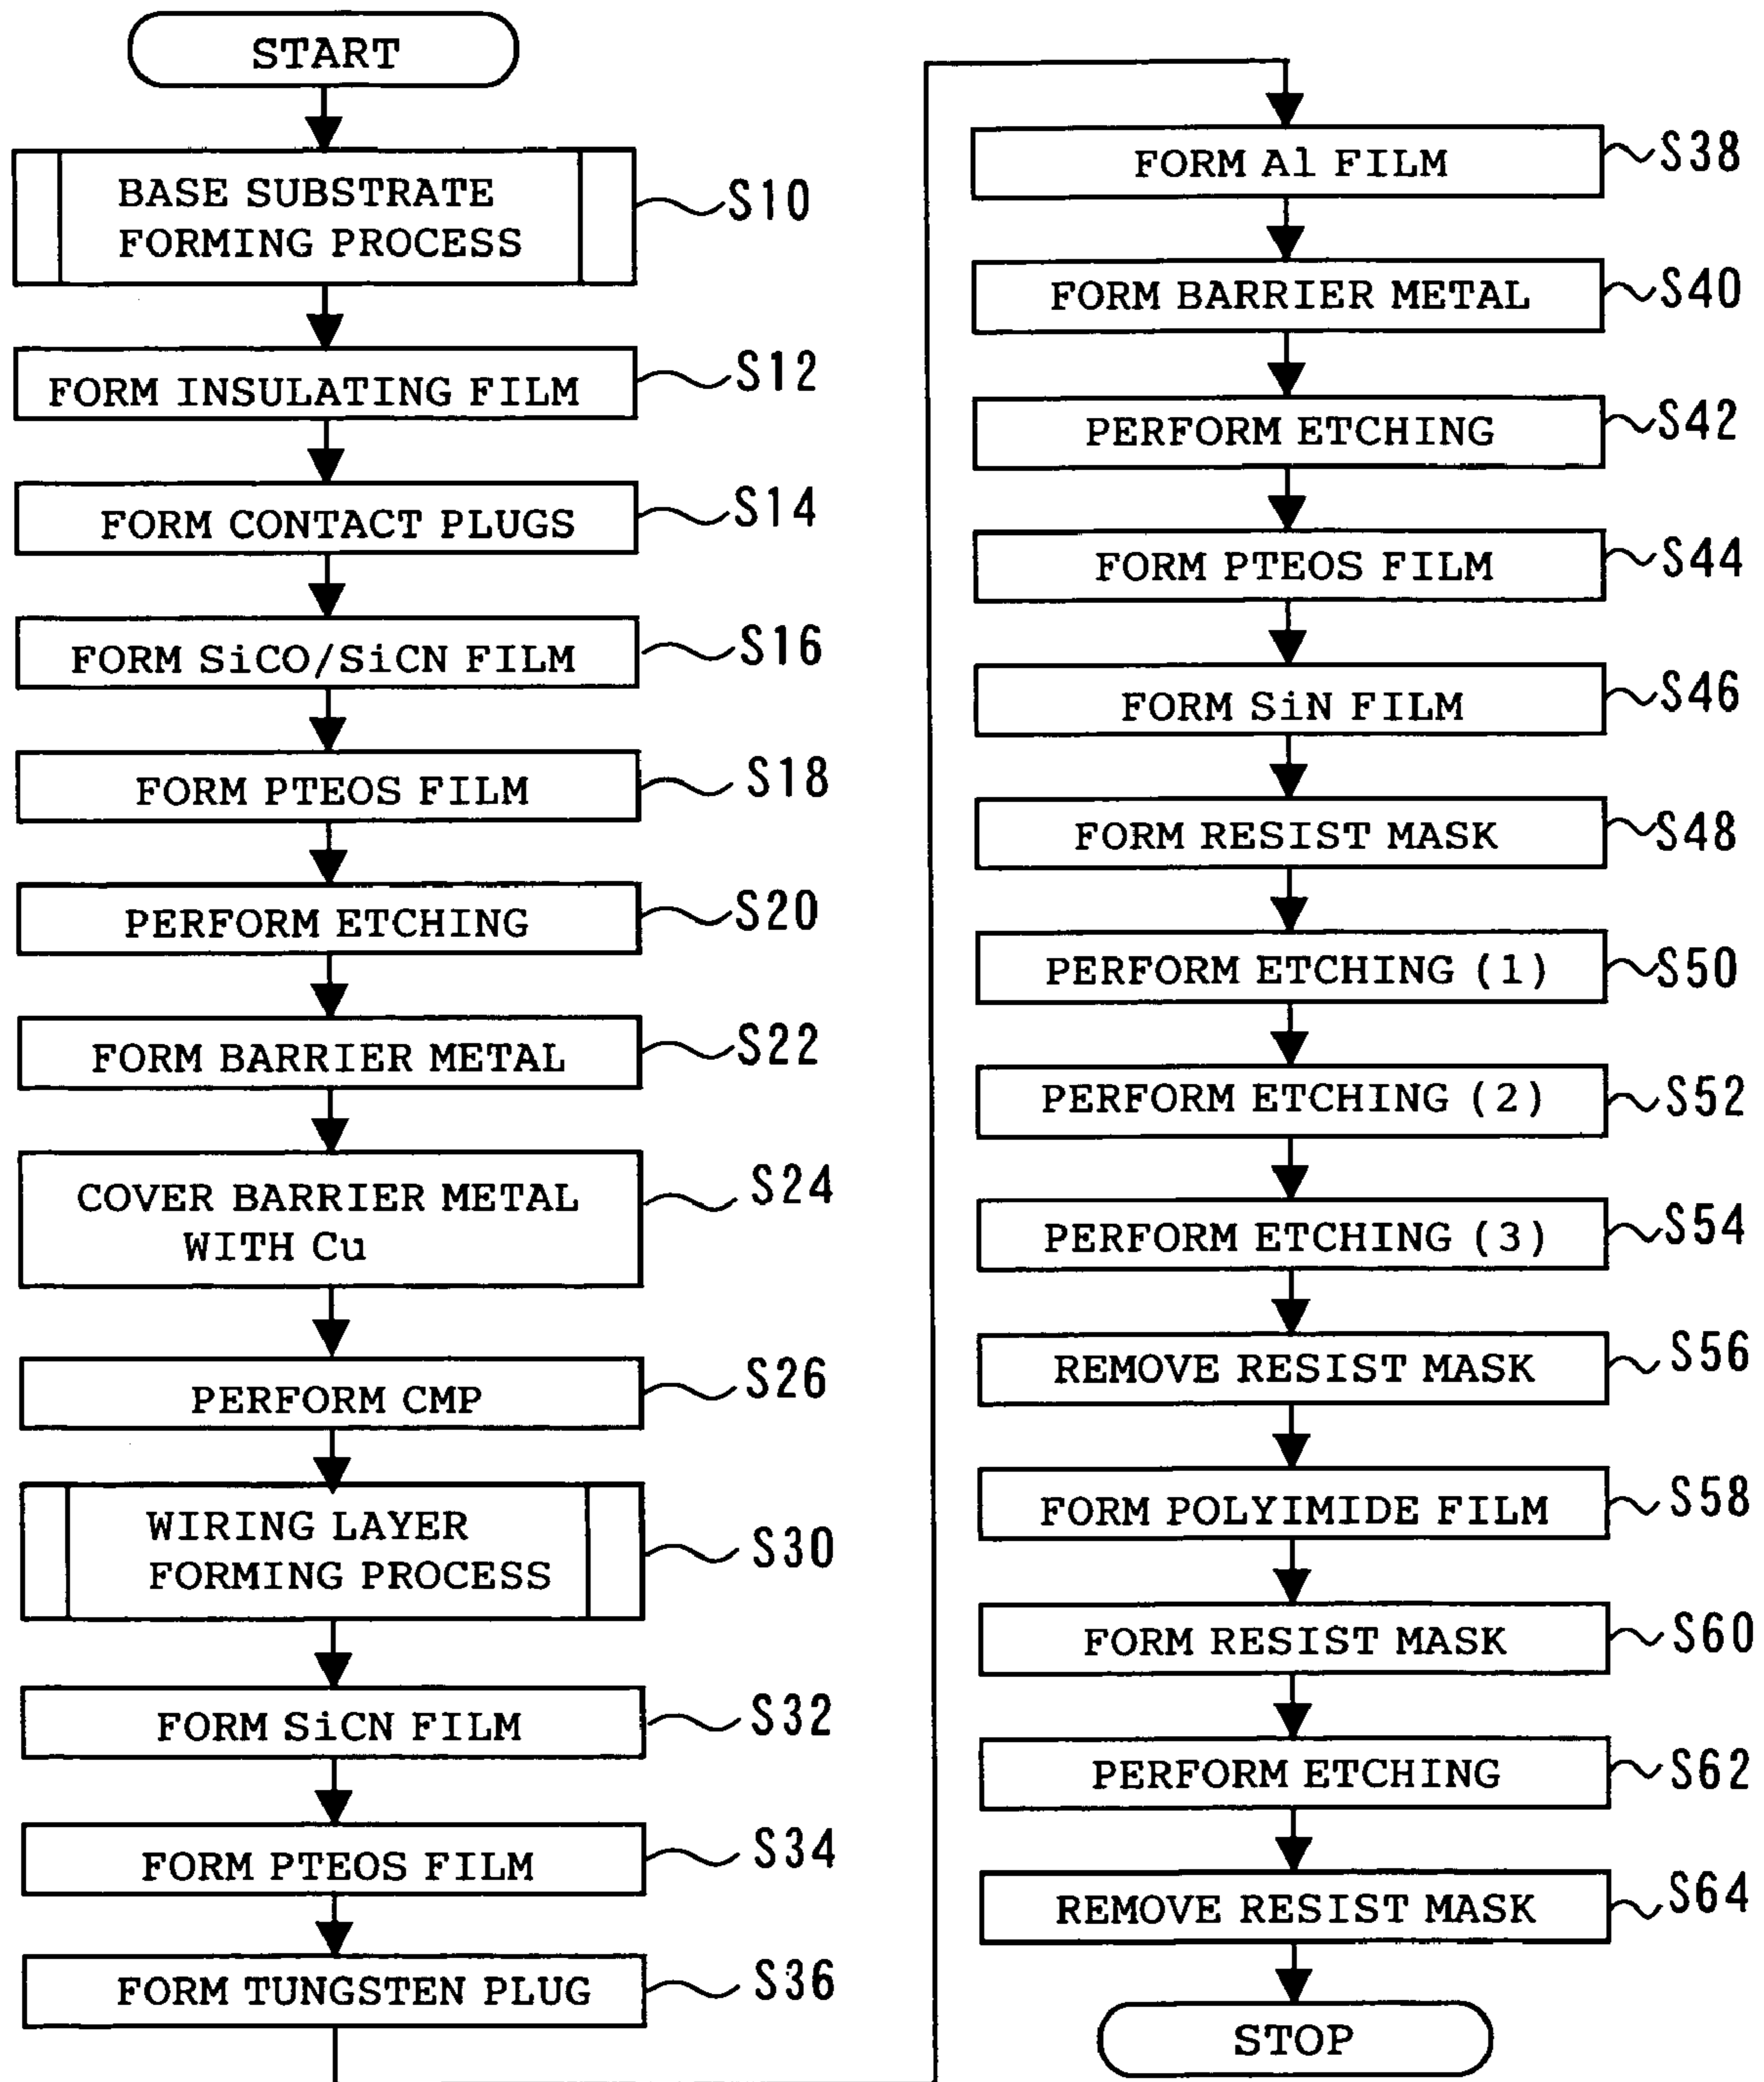 START
BASE SUBSTRATE
FORMING PROCESS
S10
FORM INSULATING FILM
S12
FORM CONTACT PLUGS
S14
FORM SiCO/SiCN FILM
S16
FORM PTEOS FILM
S18
PERFORM ETCHING
S20
FORM BARRIER METAL
S22
COVER BARRIER METAL
WITH Cu
S24
PERFORM CMP
S26
WIRING LAYER
FORMING PROCESS
S30
FORM SiCN FILM
S32
FORM PTEOS FILM
S34
FORM TUNGSTEN PLUG
S36
FORM Al FILM
S38
FORM BARRIER METAL
S40
PERFORM ETCHING
S42
FORM PTEOS FILM
S44
FORM SiN FILM
S46
FORM RESIST MASK
S48
PERFORM ETCHING (1)
S50
PERFORM ETCHING (2)
S52
PERFORM ETCHING (3)
S54
REMOVE RESIST MASK
S56
FORM POLYIMIDE FILM
S58
FORM RESIST MASK
S60
PERFORM ETCHING
S62
REMOVE RESIST MASK
S64
STOP